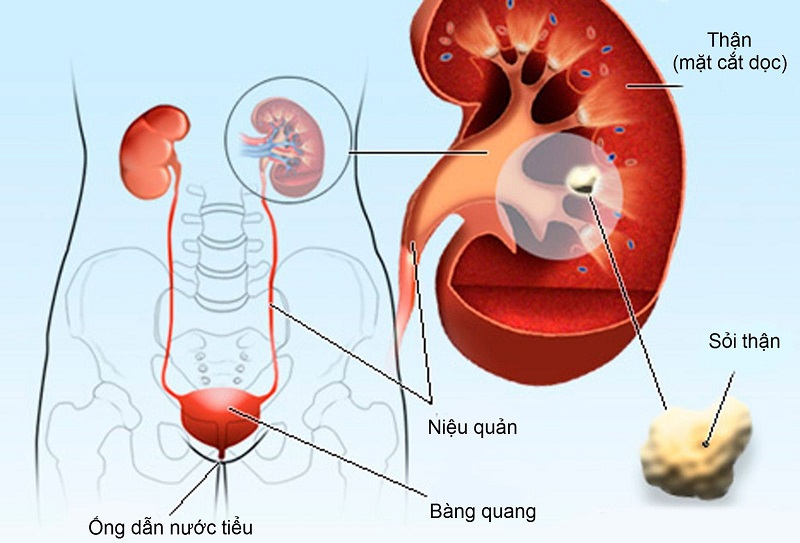 Thận
(mặt cắt dọc)
Sỏi thận
Niệu quản
Bàng quang
Ống dẫn nước tiểu